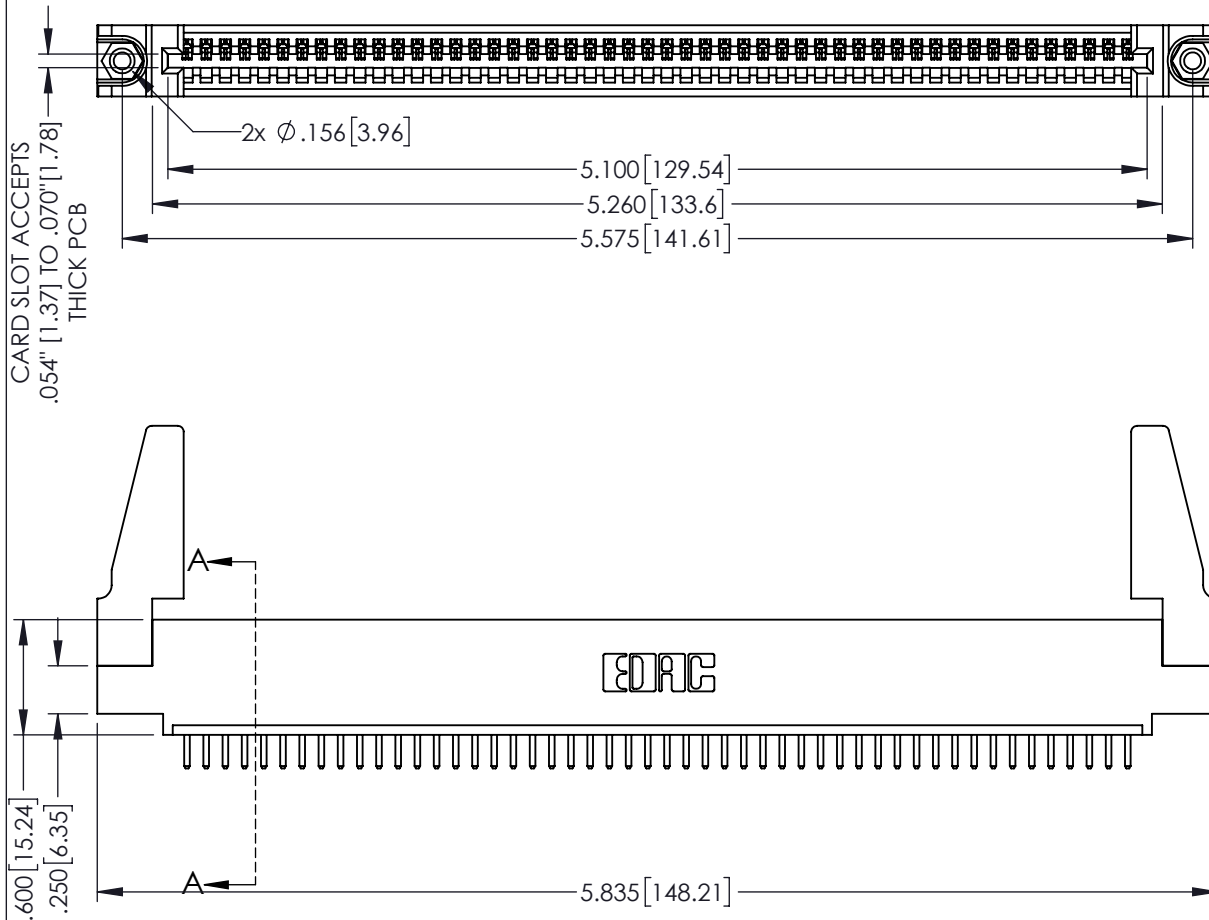 2x Ø.156[3.96]
5.100[129.54]
5.260[133.6]
5.575[141.61]
CARD SLOT ACCEPTS
.054" [1.37] TO .070"[1.78]
THICK PCB
A
EDAC
.600[15.24]
.250[6.35]
A
5.835[148.21]